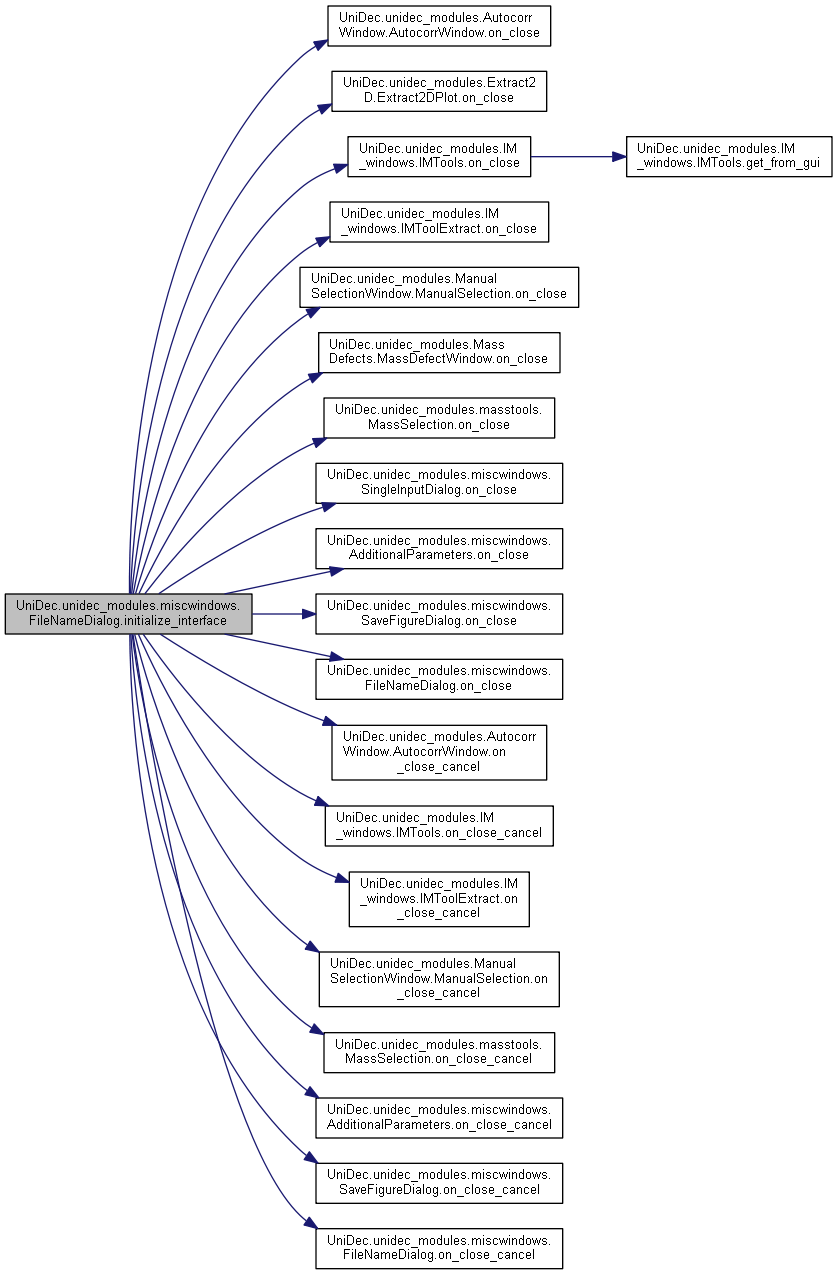 UniDec.unidec_modules.Autocorr
Window.AutocorrWindow.on_close
UniDec.unidec_modules.Extract2
D.Extract2DPlot.on_close
UniDec.unidec_modules.IM
_windows.IMTools.on_close
UniDec.unidec_modules.IM
_windows.IMTools.get_from_gui
UniDec.unidec_modules.IM
_windows.IMToolExtract.on_close
UniDec.unidec_modules.Manual
SelectionWindow.ManualSelection.on_close
UniDec.unidec_modules.Mass
Defects.MassDefectWindow.on_close
UniDec.unidec_modules.masstools.
MassSelection.on_close
UniDec.unidec_modules.miscwindows.
SingleInputDialog.on_close
UniDec.unidec_modules.miscwindows.
AdditionalParameters.on_close
UniDec.unidec_modules.miscwindows.
FileNameDialog.initialize_interface
UniDec.unidec_modules.miscwindows.
SaveFigureDialog.on_close
UniDec.unidec_modules.miscwindows.
FileNameDialog.on_close
UniDec.unidec_modules.Autocorr
Window.AutocorrWindow.on
_close_cancel
UniDec.unidec_modules.IM
_windows.IMTools.on_close_cancel
UniDec.unidec_modules.IM
_windows.IMToolExtract.on
_close_cancel
UniDec.unidec_modules.Manual
SelectionWindow.ManualSelection.on
_close_cancel
UniDec.unidec_modules.masstools.
MassSelection.on_close_cancel
UniDec.unidec_modules.miscwindows.
AdditionalParameters.on_close_cancel
UniDec.unidec_modules.miscwindows.
SaveFigureDialog.on_close_cancel
UniDec.unidec_modules.miscwindows.
FileNameDialog.on_close_cancel